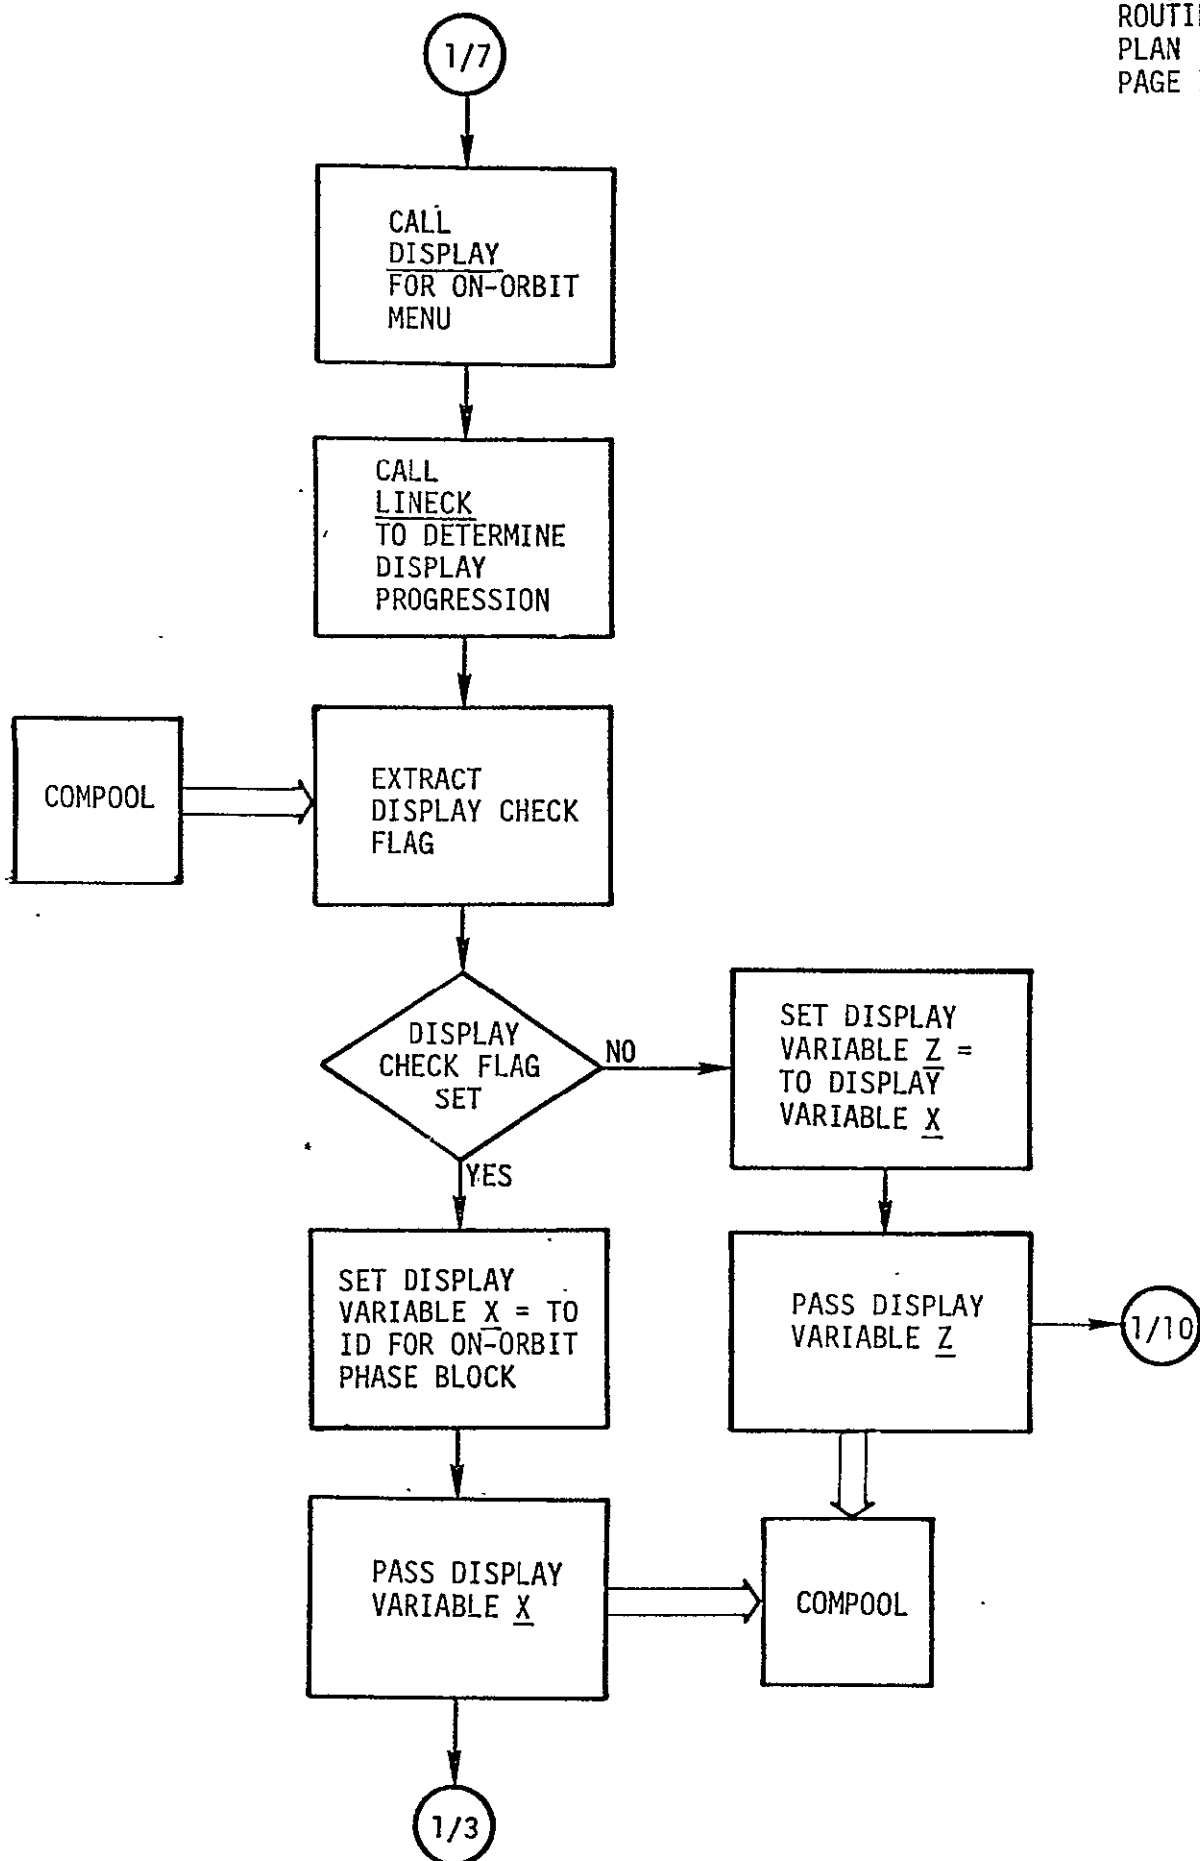 ROUTI
PLAN
PAGE
1/7
CALL
DISPLAY
FOR ON-ORBIT
MENU
CALL
LINECK
TO DETERMINE
DISPLAY
PROGRESSION
COMPOOL
EXTRACT
DISPLAY CHECK
FLAG
DISPLAY
CHECK FLAG
SET
NO
YES
SET DISPLAY
VARIABLE Z =
TO DISPLAY
VARIABLE X
SET DISPLAY
VARIABLE X = TO
ID FOR ON-ORBIT
PHASE BLOCK
PASS DISPLAY
VARIABLE Z
1/10
PASS DISPLAY
VARIABLE X
COMPOOL
1/3